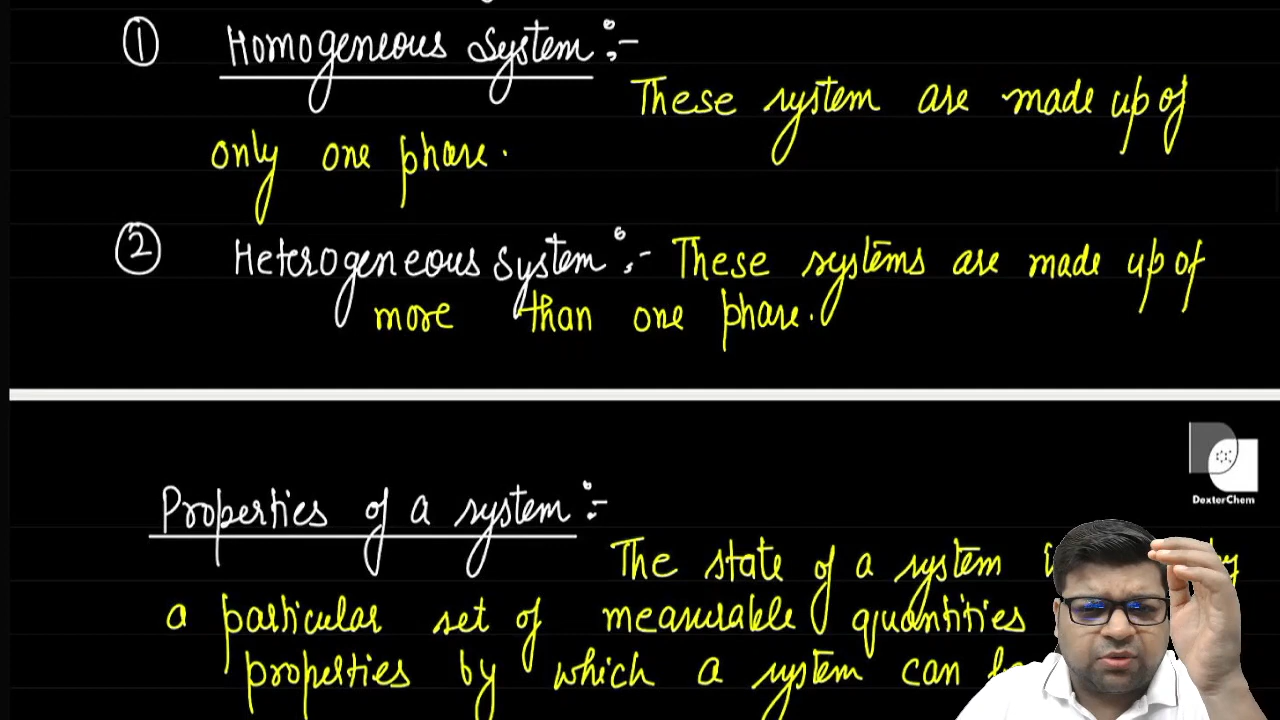 ① Homogeneous System :-
These system are made up of
only one phase.
② Heterogeneous system :- These systems are made up of
more than one phase.
DexterChem
Properties of a system :-
The state of a system
a particular set of measurable quantities
properties by which a system can